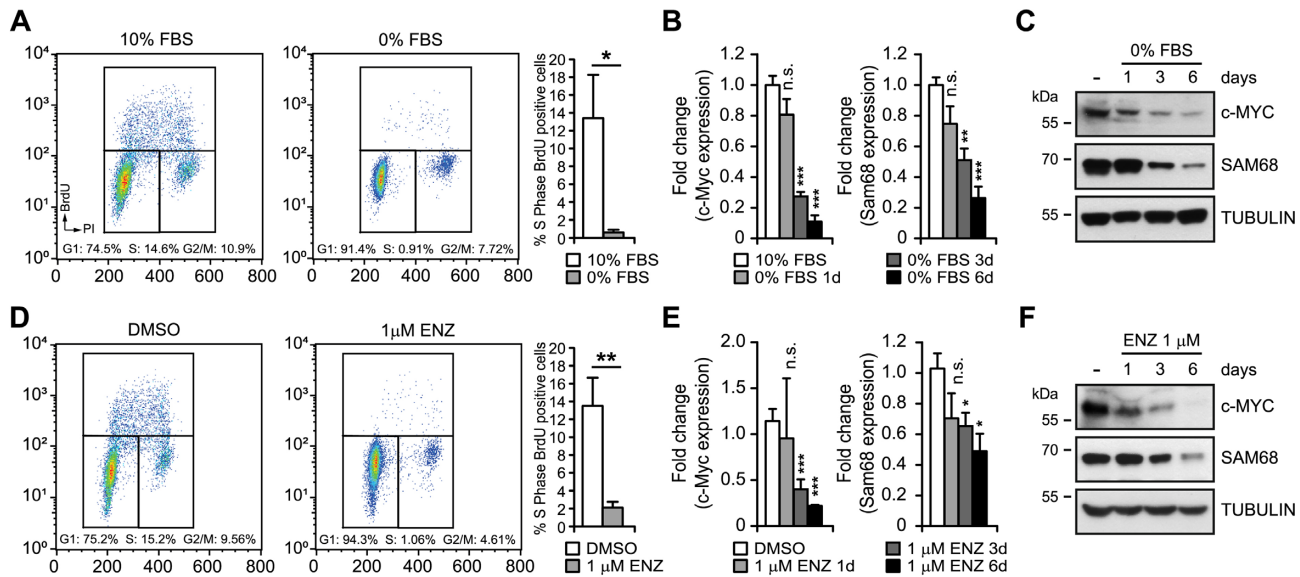 A
10% FBS
0% FBS
10⁴
10³
10²
10¹
10⁰
BrdU
PI
G1: 74.5% S: 14.6% G2/M: 10.9%
0 200 400 600 800
10⁴
10³
10²
10¹
10⁰
G1: 91.4% S: 0.91% G2/M: 7.72%
0 200 400 600 800
% S Phase BrdU positive cells
20
18
16
14
12
10
8
6
4
2
0
*
10% FBS
0% FBS
B
Fold change
(c-Myc expression)
1.2
1.0
0.8
0.6
0.4
0.2
0
n.s.
***
***
Fold change
(Sam68 expression)
1.2
1.0
0.8
0.6
0.4
0.2
0
n.s.
**
***
10% FBS
0% FBS 1d
0% FBS 3d
0% FBS 6d
C
0% FBS
– 1 3 6 days
kDa
55
c-MYC
70
SAM68
55
TUBULIN
D
DMSO
1μM ENZ
10⁴
10³
10²
10¹
10⁰
G1: 75.2% S: 15.2% G2/M: 9.56%
0 200 400 600 800
10⁴
10³
10²
10¹
10⁰
G1: 94.3% S: 1.06% G2/M: 4.61%
0 200 400 600 800
% S Phase BrdU positive cells
20
18
16
14
12
10
8
6
4
2
0
**
DMSO
1 μM ENZ
E
Fold change
(c-Myc expression)
2.0
1.5
1.0
0.5
0
n.s.
***
***
Fold change
(Sam68 expression)
1.2
1.0
0.8
0.6
0.4
0.2
0
n.s.
*
*
DMSO
1 μM ENZ 1d
1 μM ENZ 3d
1 μM ENZ 6d
F
ENZ 1 μM
– 1 3 6 days
kDa
55
c-MYC
70
SAM68
55
TUBULIN